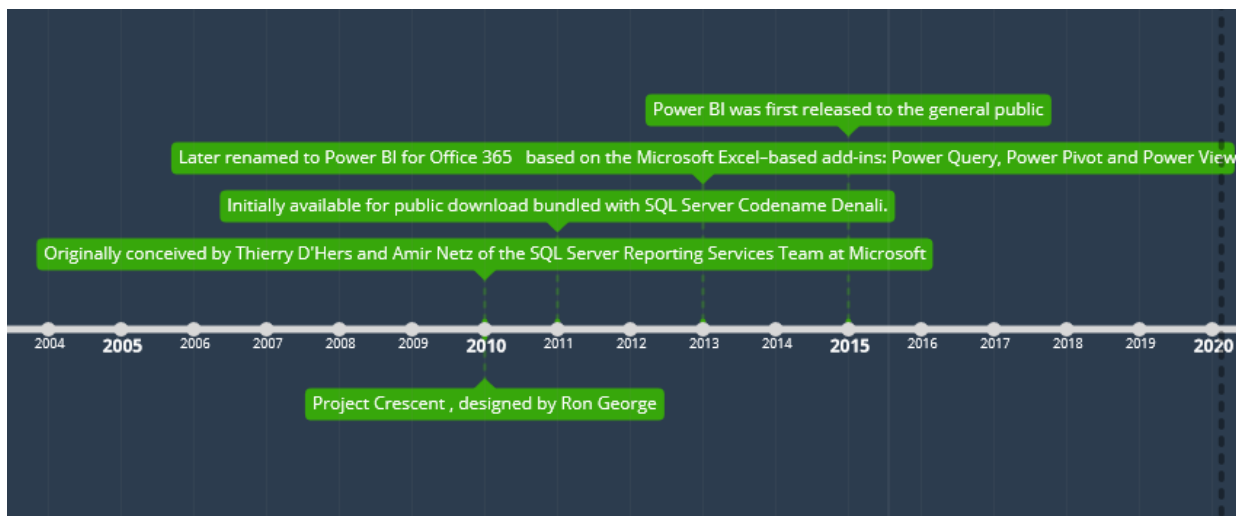 Power BI was first released to the general public
Later renamed to Power BI for Office 365   based on the Microsoft Excel–based add-ins: Power Query, Power Pivot and Power View
Initially available for public download bundled with SQL Server Codename Denali.
Originally conceived by Thierry D'Hers and Amir Netz of the SQL Server Reporting Services Team at Microsoft
2004 2005 2006 2007 2008 2009 2010 2011 2012 2013 2014 2015 2016 2017 2018 2019 2020
Project Crescent , designed by Ron George